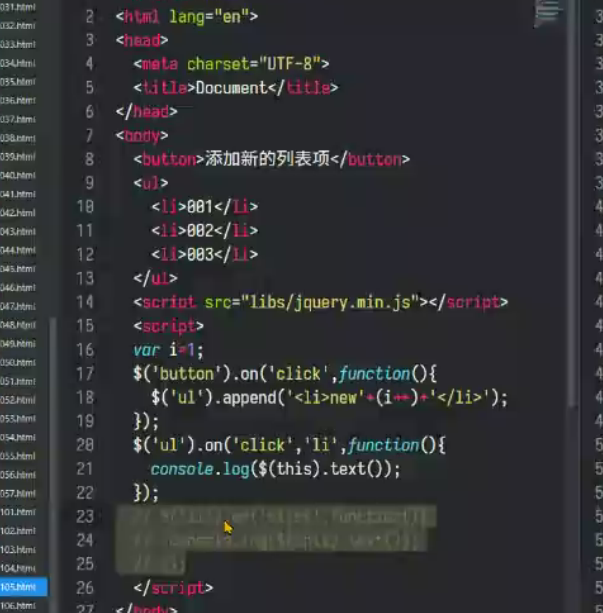 031.html
032.html
033.html
034.html
035.html
036.html
037.html
038.html
039.html
040.html
041.html
042.html
043.html
044.html
045.html
046.html
047.html
048.html
049.html
050.html
051.html
052.html
053.html
054.html
055.html
056.html
057.html
101.html
102.html
103.html
104.html
105.html
106.html
2 <html lang="en">
3 <head>
4 <meta charset="UTF-8">
5 <title>Document</title>
6 </head>
7 <body>
8 <button>添加新的列表项</button>
9 <ul>
10 <li>001</li>
11 <li>002</li>
12 <li>003</li>
13 </ul>
14 <script src="libs/jquery.min.js"></script>
15 <script>
16 var i=1;
17 $('button').on('click',function(){
18 $('ul').append('<li>new'+(i++)+'</li>');
19 });
20 $('ul').on('click','li',function(){
21 console.log($(this).text());
22 });
23
24
25
26 </script>
27 </body>